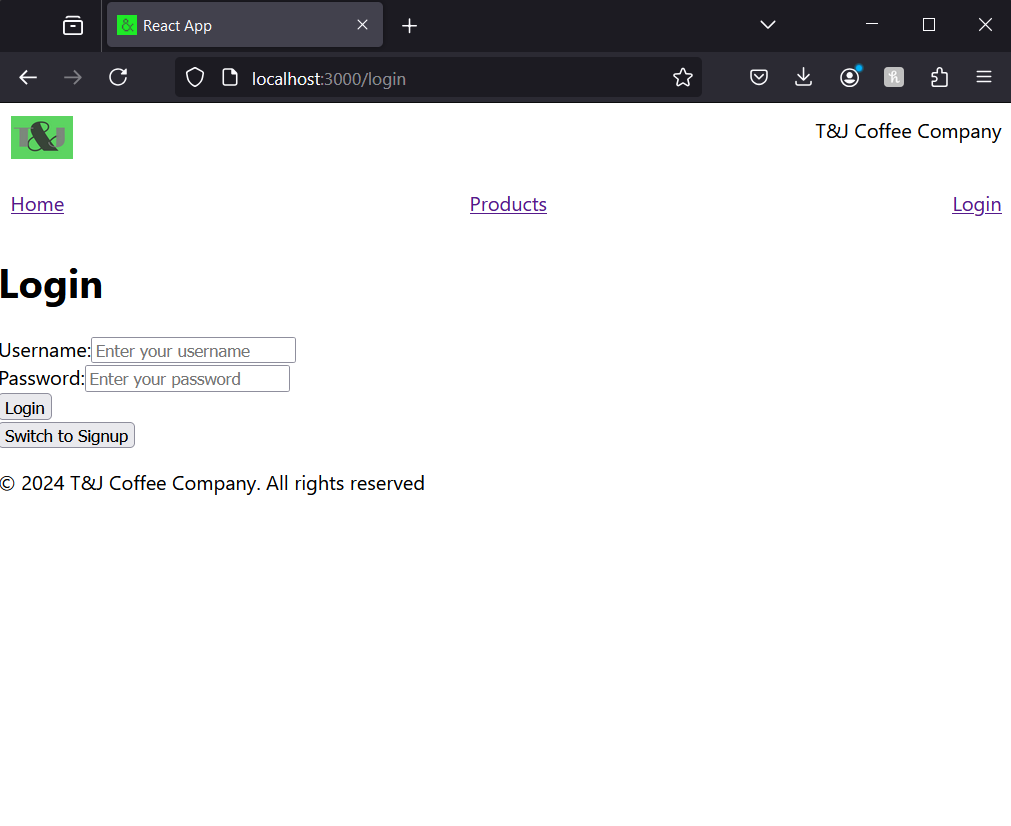 & React App
localhost:3000/login
T&J T&J Coffee Company
Home Products Login
Login
Username: Enter your username
Password: Enter your password
Login
Switch to Signup
© 2024 T&J Coffee Company. All rights reserved